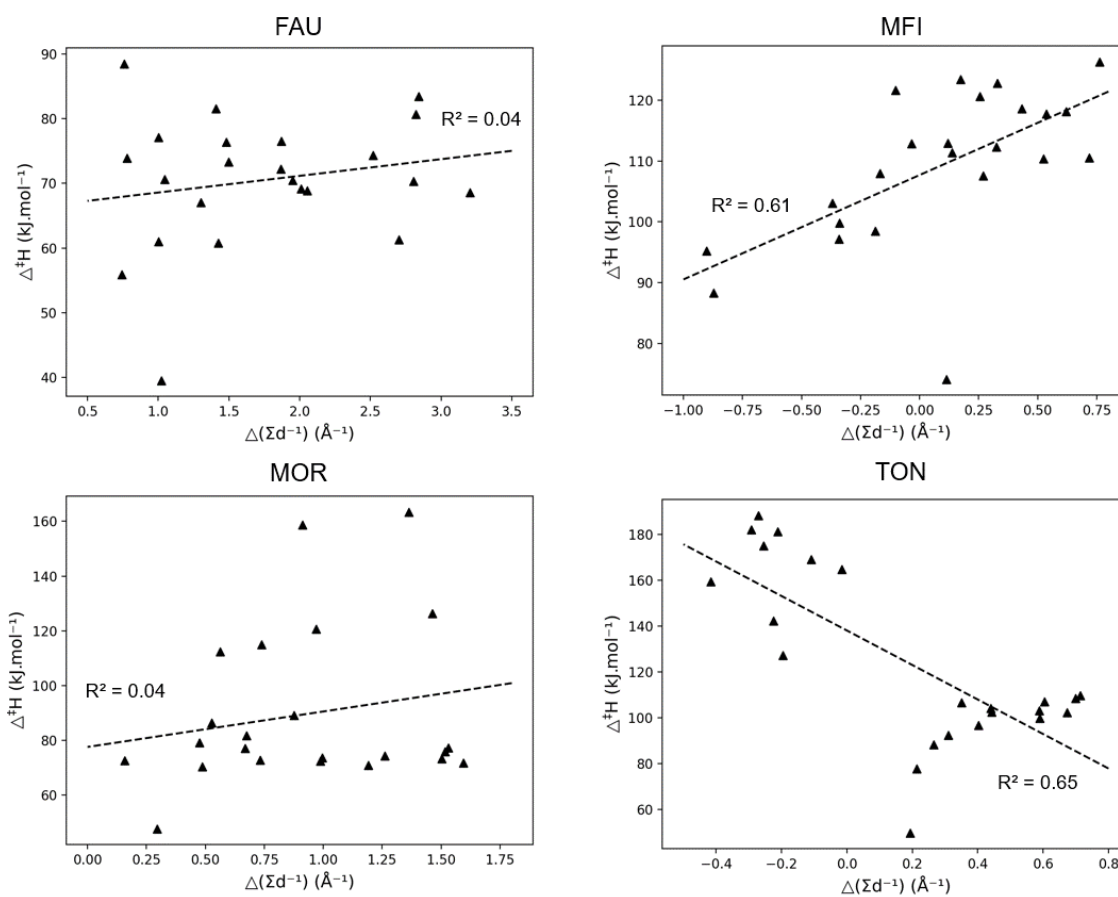 FAU
90
80
70
60
50
40
Δ‡H (kJ.mol⁻¹)
R² = 0.04
0.5 1.0 1.5 2.0 2.5 3.0 3.5
△(Σd⁻¹) (Å⁻¹)
MFI
120
110
100
90
80
△‡H (kJ.mol⁻¹)
R² = 0.61
−1.00 −0.75 −0.50 −0.25 0.00 0.25 0.50 0.75
△(Σd⁻¹) (Å⁻¹)
MOR
160
140
120
100
80
60
△‡H (kJ.mol⁻¹)
R² = 0.04
0.00 0.25 0.50 0.75 1.00 1.25 1.50 1.75
△(Σd⁻¹) (Å⁻¹)
TON
180
160
140
120
100
80
60
△‡H (kJ.mol⁻¹)
R² = 0.65
−0.4 −0.2 0.0 0.2 0.4 0.6 0.8
△(Σd⁻¹) (Å⁻¹)